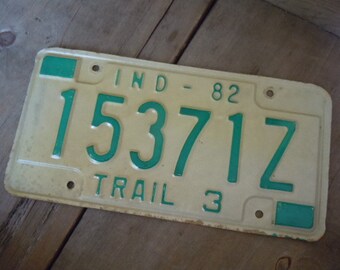 IND - 82
15371Z
TRAIL 3